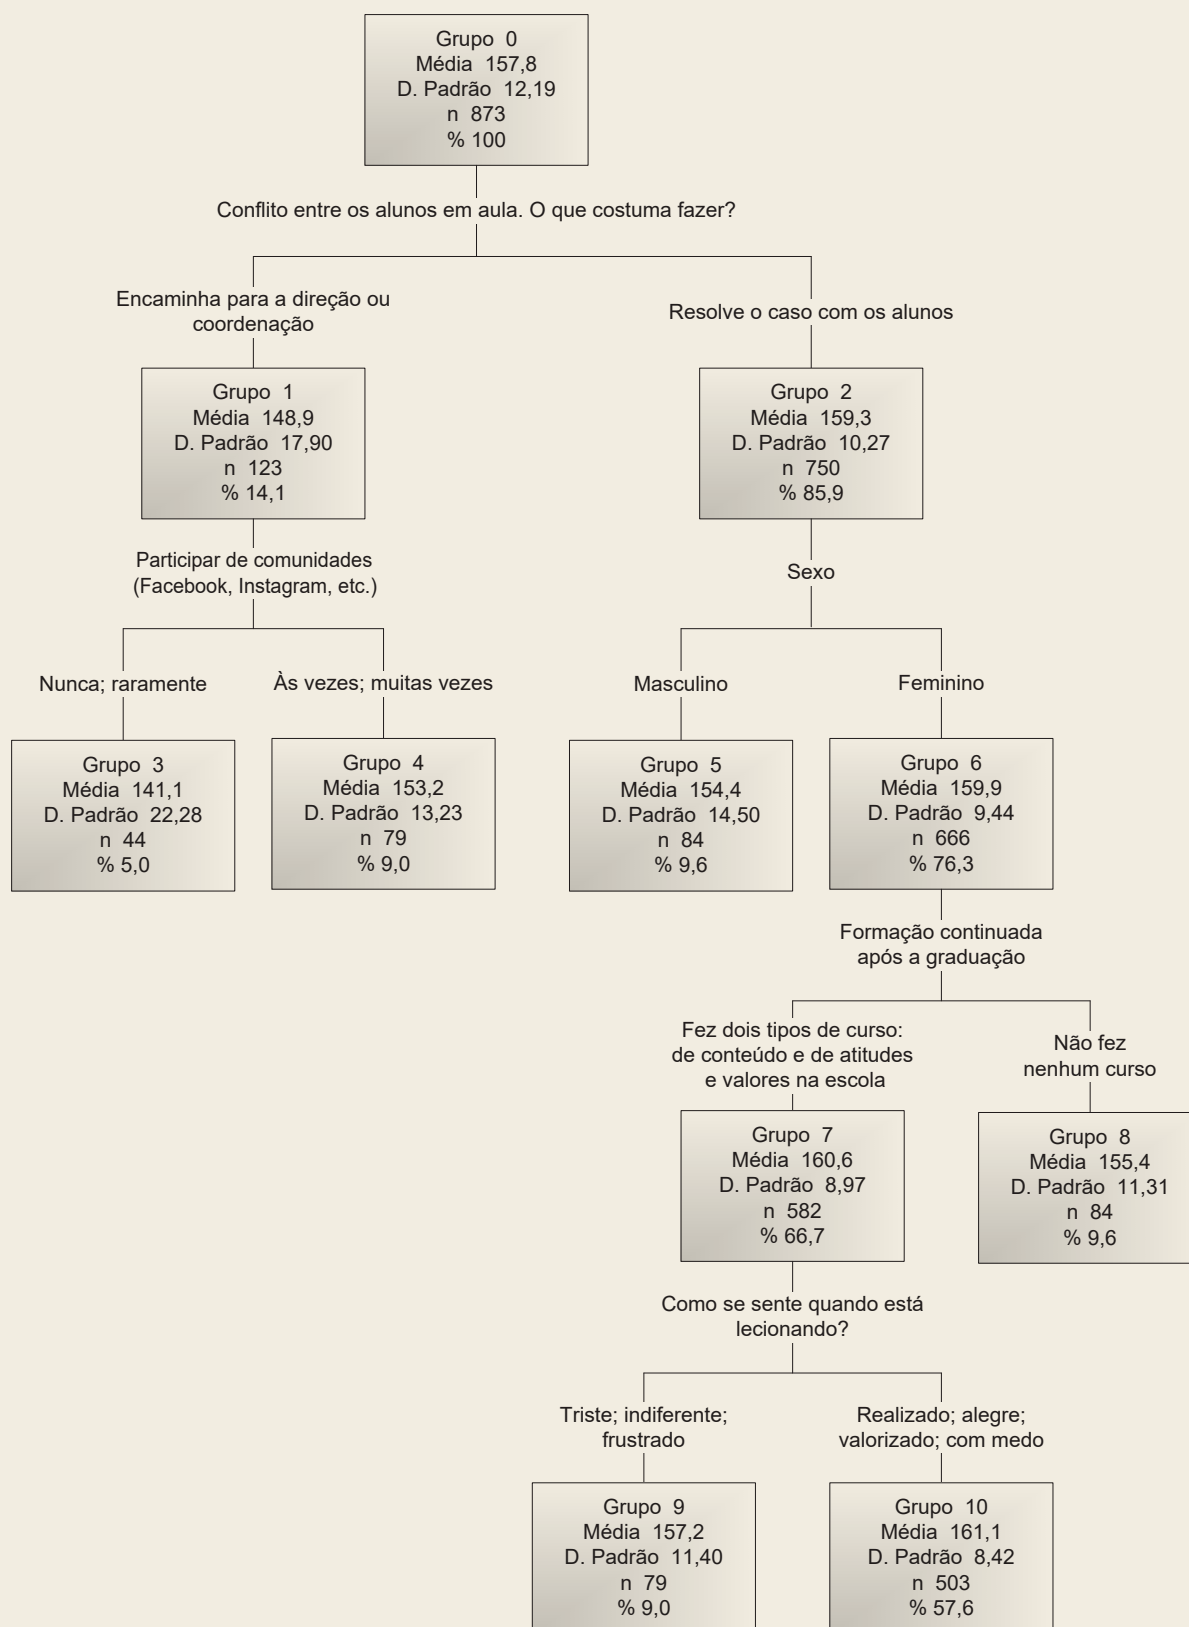 Grupo 0
Média 157,8
D. Padrão 12,19
n 873
% 100
Conflito entre os alunos em aula. O que costuma fazer?
Encaminha para a direção ou
coordenação
Resolve o caso com os alunos
Grupo 1
Média 148,9
D. Padrão 17,90
n 123
% 14,1
Grupo 2
Média 159,3
D. Padrão 10,27
n 750
% 85,9
Participar de comunidades
(Facebook, Instagram, etc.)
Sexo
Nunca; raramente
Às vezes; muitas vezes
Masculino
Feminino
Grupo 3
Média 141,1
D. Padrão 22,28
n 44
% 5,0
Grupo 4
Média 153,2
D. Padrão 13,23
n 79
% 9,0
Grupo 5
Média 154,4
D. Padrão 14,50
n 84
% 9,6
Grupo 6
Média 159,9
D. Padrão 9,44
n 666
% 76,3
Formação continuada
após a graduação
Fez dois tipos de curso:
de conteúdo e de atitudes
e valores na escola
Não fez
nenhum curso
Grupo 7
Média 160,6
D. Padrão 8,97
n 582
% 66,7
Grupo 8
Média 155,4
D. Padrão 11,31
n 84
% 9,6
Como se sente quando está
lecionando?
Triste; indiferente;
frustrado
Realizado; alegre;
valorizado; com medo
Grupo 9
Média 157,2
D. Padrão 11,40
n 79
% 9,0
Grupo 10
Média 161,1
D. Padrão 8,42
n 503
% 57,6